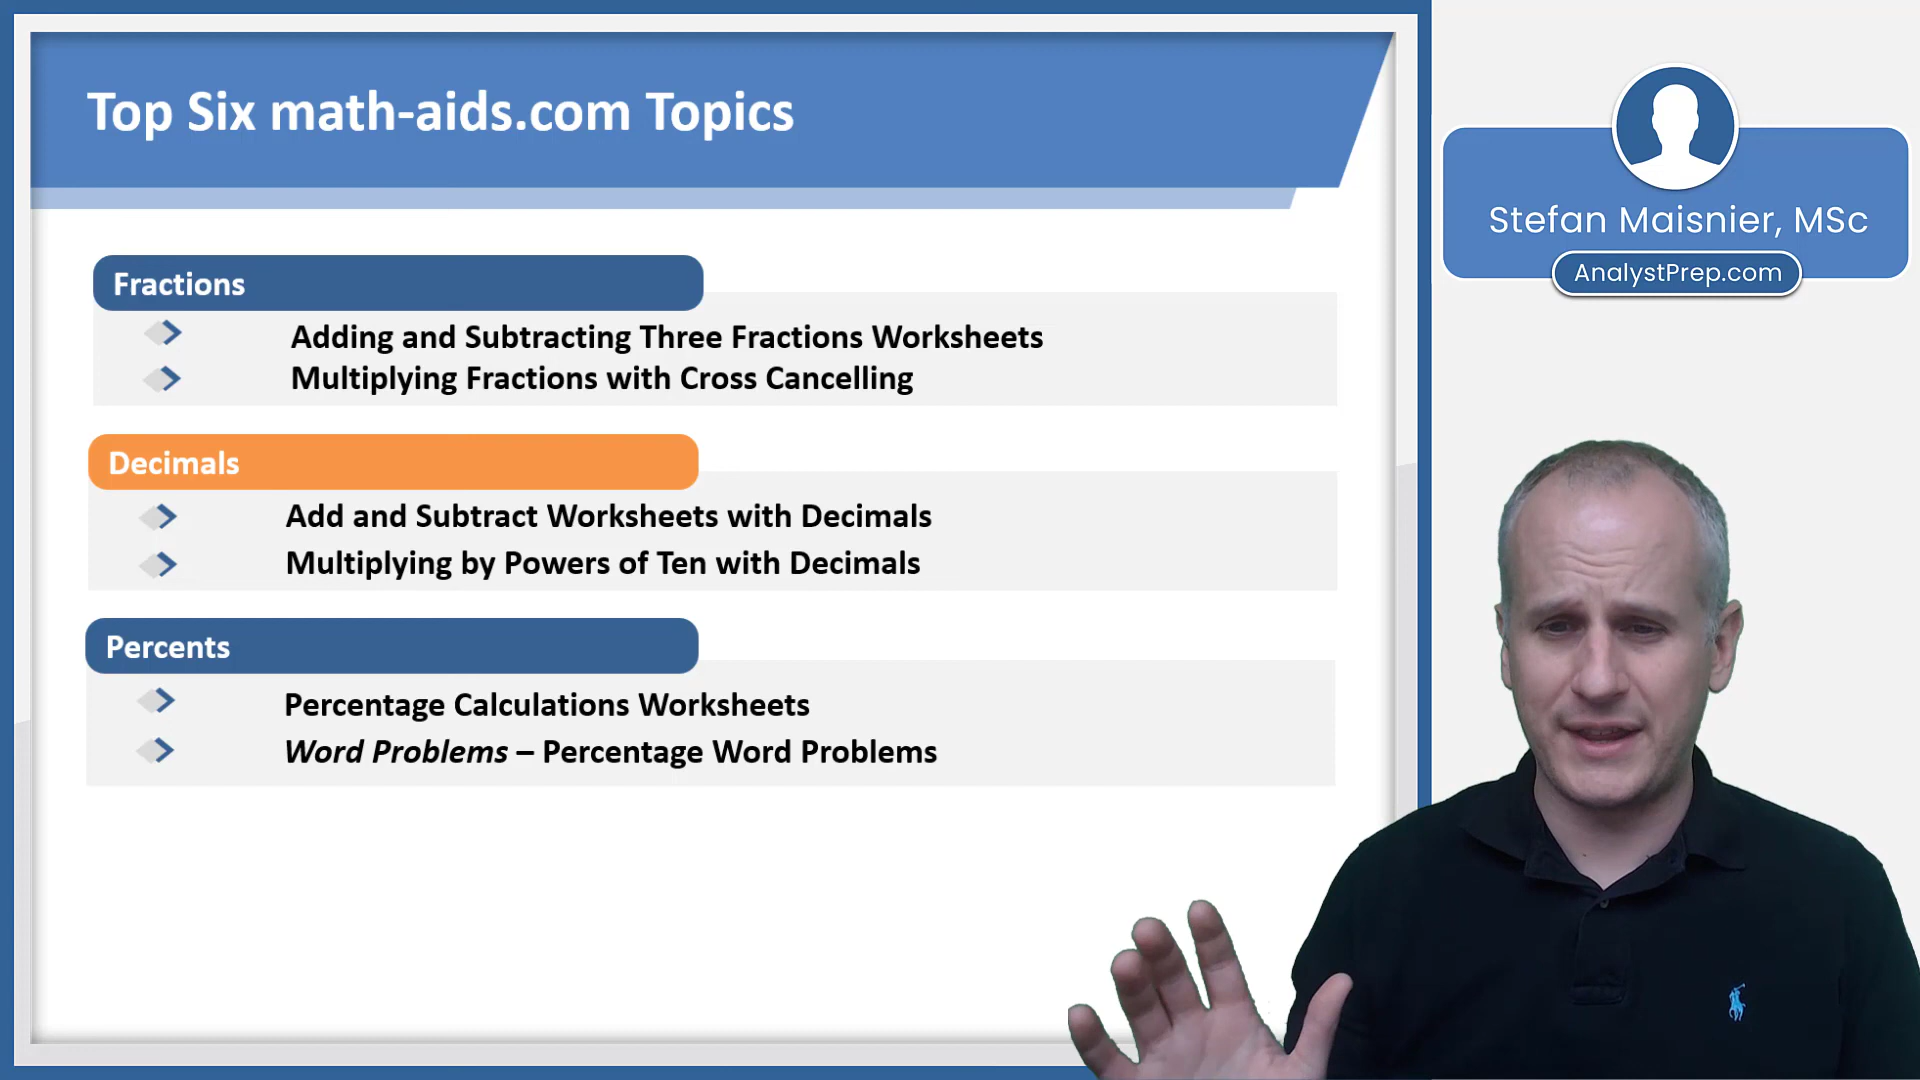 Top Six math-aids.com Topics
Fractions
Adding and Subtracting Three Fractions Worksheets
Multiplying Fractions with Cross Cancelling
Decimals
Add and Subtract Worksheets with Decimals
Multiplying by Powers of Ten with Decimals
Percents
Percentage Calculations Worksheets
Word Problems – Percentage Word Problems
Stefan Maisnier, MSc
AnalystPrep.com